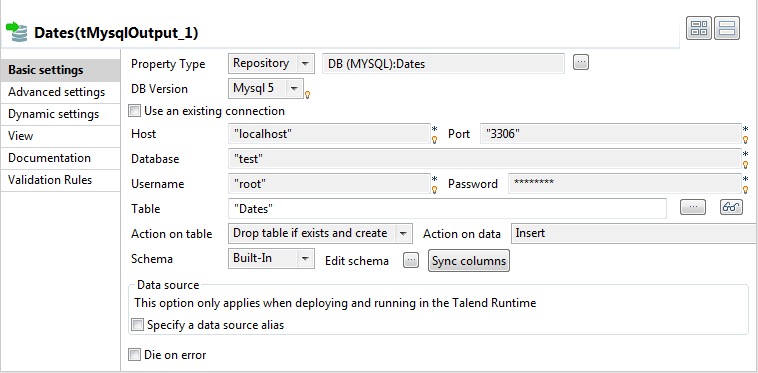 Dates(tMysqlOutput_1)
Basic settings
Advanced settings
Dynamic settings
View
Documentation
Validation Rules
Property Type Repository DB (MYSQL):Dates ...
DB Version Mysql 5
Use an existing connection
Host "localhost" * Port "3306" *
Database "test" *
Username "root" * Password ******** *
Table "Dates" ...
Action on table Drop table if exists and create Action on data Insert
Schema Built-In Edit schema ... Sync columns
Data source
This option only applies when deploying and running in the Talend Runtime
Specify a data source alias
Die on error